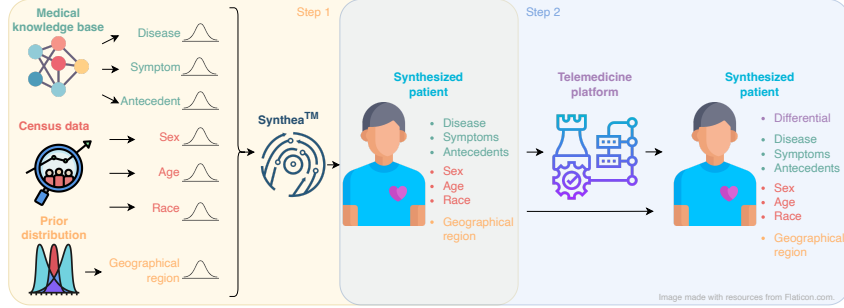 Step 1
Step 2
Medical
knowledge base
Disease
Symptom
Antecedent
Census data
Sex
Age
Race
Prior
distribution
Geographical
region
Synthea™
Synthesized
patient
• Disease
• Symptoms
• Antecedents
• Sex
• Age
• Race
• Geographical
region
Telemedicine
platform
Synthesized
patient
• Differential
• Disease
• Symptoms
• Antecedents
• Sex
• Age
• Race
• Geographical
region
Image made with resources from Flaticon.com.